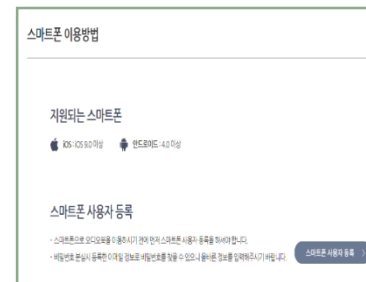 스마트폰 이용방법
지원되는 스마트폰
iOS : iOS 9.0 이상 안드로이드 : 4.0 이상
스마트폰 사용자 등록
- 스마트폰으로 오디오북을 이용하시기 전에 먼저 스마트폰 사용자 등록을 하셔야 합니다.
- 비밀번호 분실시 등록한 이메일 정보로 비밀번호를 찾을 수 있으니 올바른 정보를 입력해주시기 바랍니다.
스마트폰 사용자 등록 >